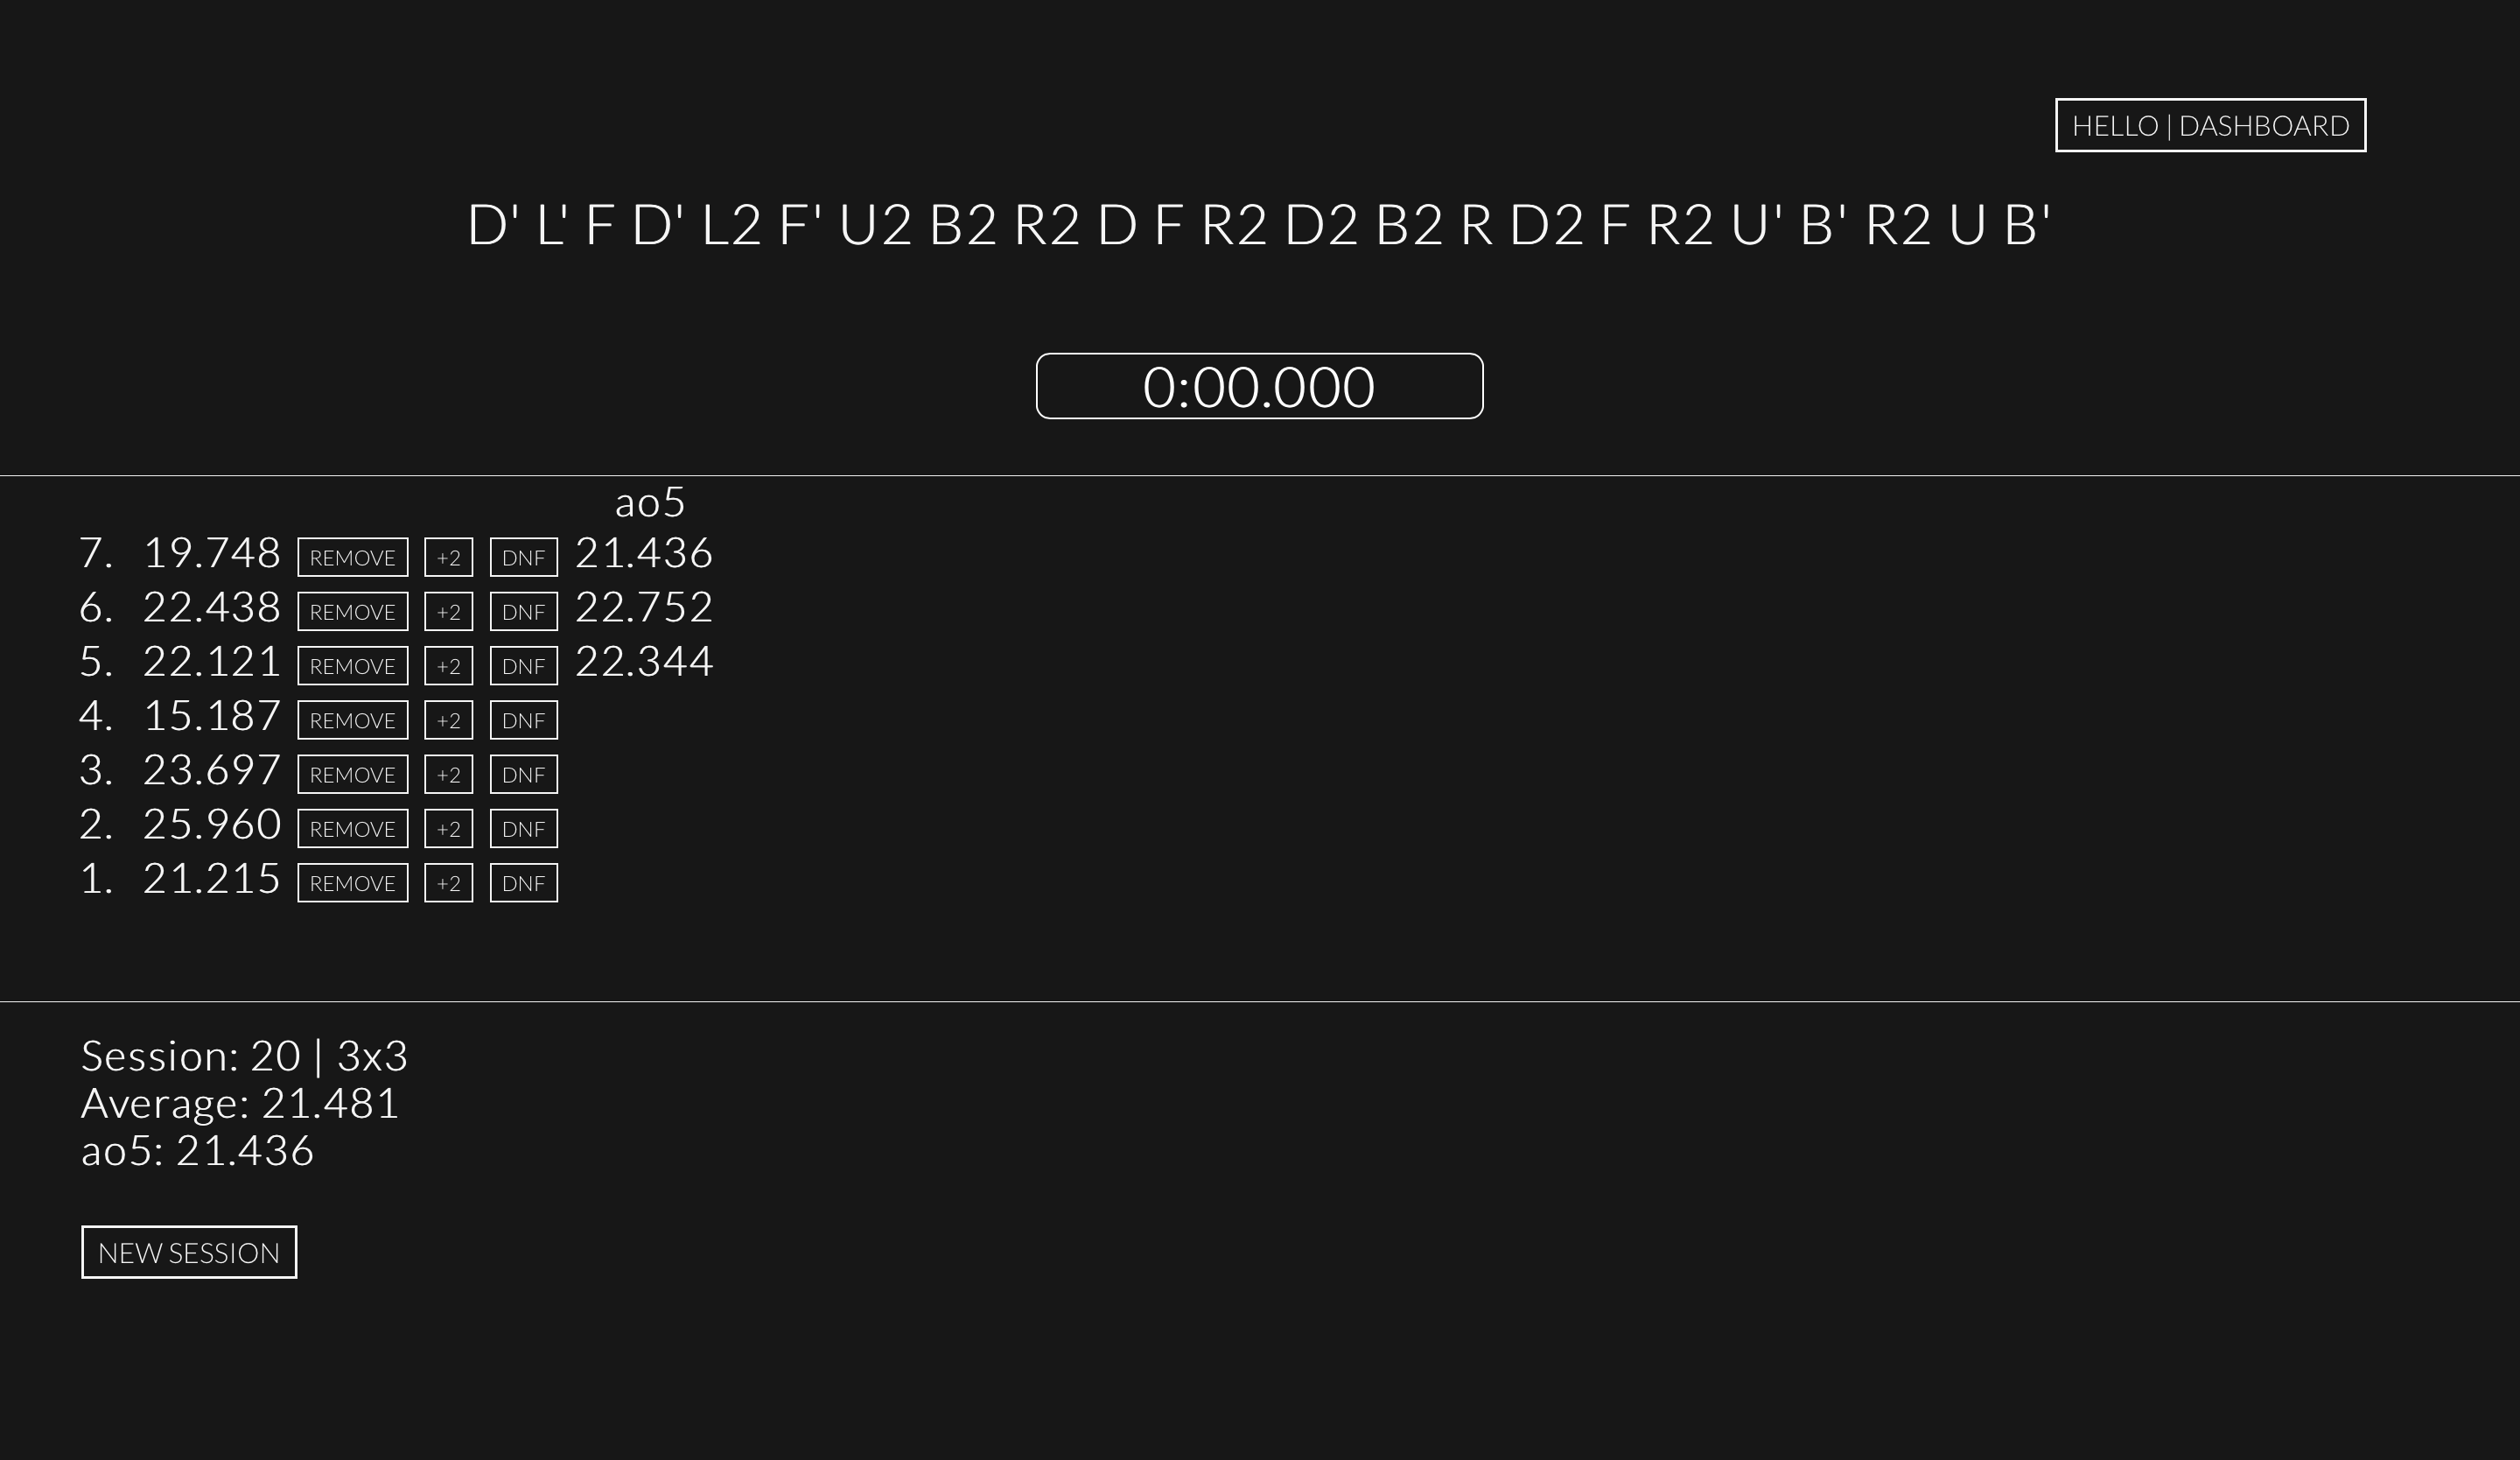 HELLO | DASHBOARD
D' L' F D' L2 F' U2 B2 R2 D F R2 D2 B2 R D2 F R2 U' B' R2 U B'
0:00.000
ao5
7. 19.748 REMOVE +2 DNF 21.436
6. 22.438 REMOVE +2 DNF 22.752
5. 22.121 REMOVE +2 DNF 22.344
4. 15.187 REMOVE +2 DNF
3. 23.697 REMOVE +2 DNF
2. 25.960 REMOVE +2 DNF
1. 21.215 REMOVE +2 DNF
Session: 20 | 3x3
Average: 21.481
ao5: 21.436
NEW SESSION